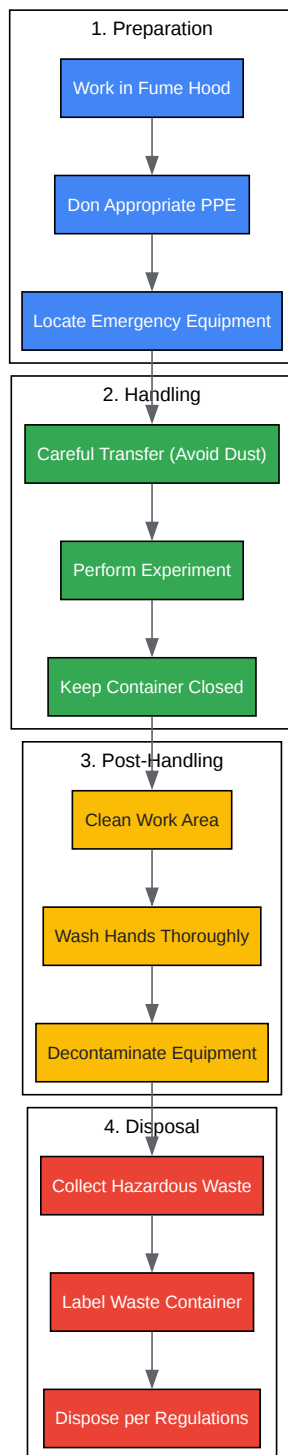 1. Preparation
Work in Fume Hood
Don Appropriate PPE
Locate Emergency Equipment
2. Handling
Careful Transfer (Avoid Dust)
Perform Experiment
Keep Container Closed
3. Post-Handling
Clean Work Area
Wash Hands Thoroughly
Decontaminate Equipment
4. Disposal
Collect Hazardous Waste
Label Waste Container
Dispose per Regulations